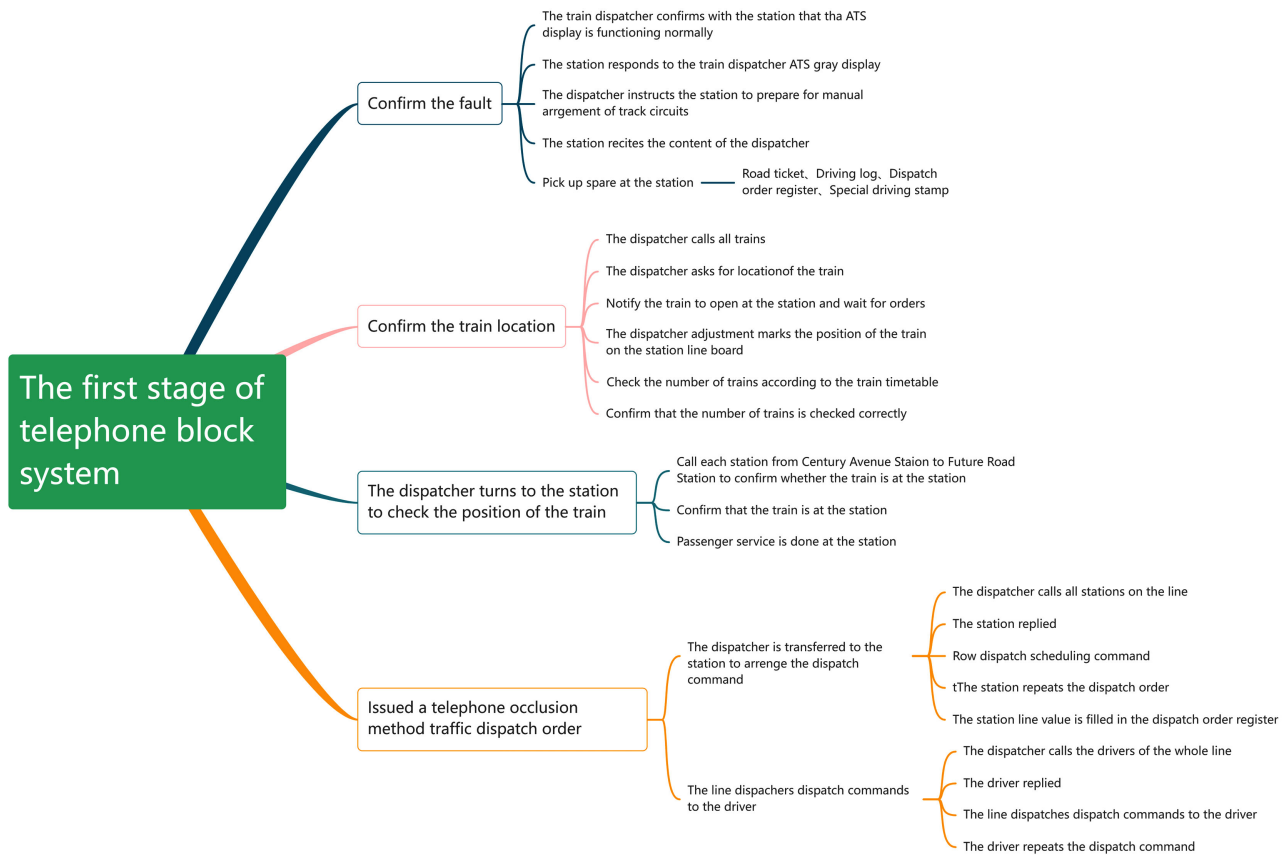 The first stage of
telephone block
system
Confirm the fault
The train dispatcher confirms with the station that tha ATS
display is functioning normally
The station responds to the train dispatcher ATS gray display
The dispatcher instructs the station to prepare for manual
arrgement of track circuits
The station recites the content of the dispatcher
Pick up spare at the station
Road ticket、Driving log、Dispatch
order register、Special driving stamp
Confirm the train location
The dispatcher calls all trains
The dispatcher asks for locationof the train
Notify the train to open at the station and wait for orders
The dispatcher adjustment marks the position of the train
on the station line board
Check the number of trains according to the train timetable
Confirm that the number of trains is checked correctly
The dispatcher turns to the station
to check the position of the train
Call each station from Century Avenue Staion to Future Road
Station to confirm whether the train is at the station
Confirm that the train is at the station
Passenger service is done at the station
Issued a telephone occlusion
method traffic dispatch order
The dispatcher is transferred to the
station to arrenge the dispatch
command
The dispatcher calls all stations on the line
The station replied
Row dispatch scheduling command
tThe station repeats the dispatch order
The station line value is filled in the dispatch order register
The line dispachers dispatch commands
to the driver
The dispatcher calls the drivers of the whole line
The driver replied
The line dispatches dispatch commands to the driver
The driver repeats the dispatch command